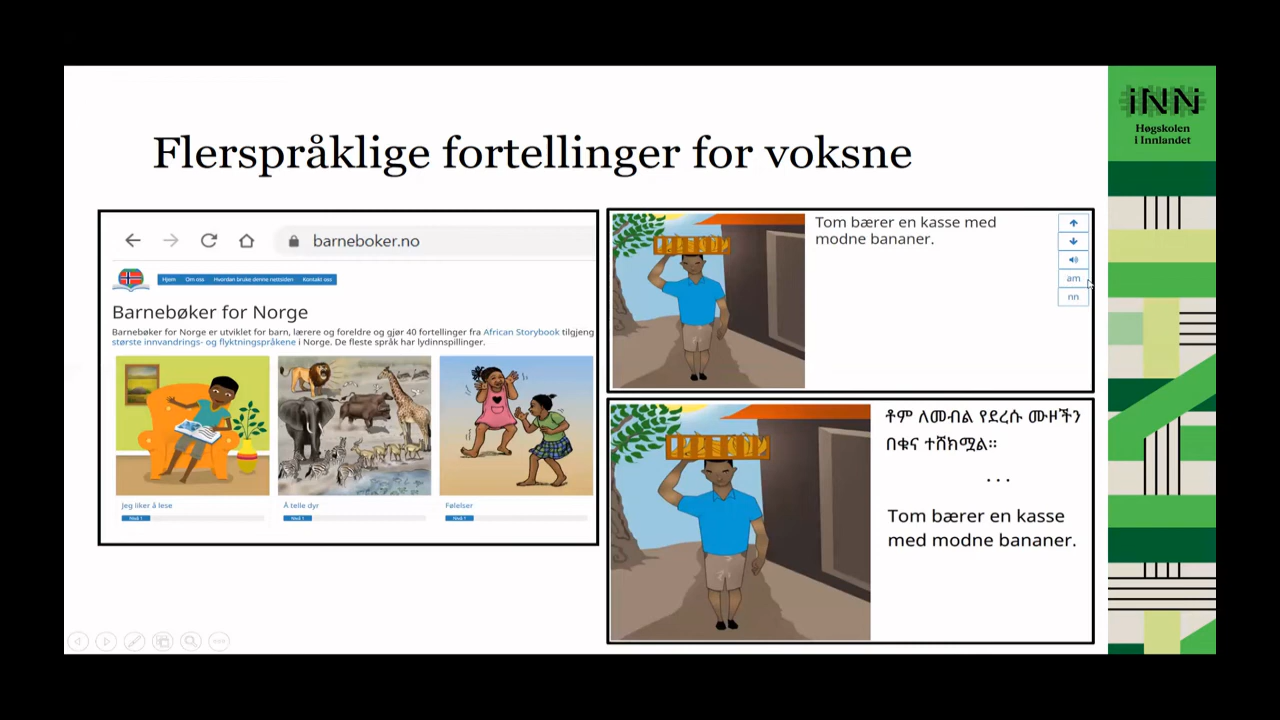 Flerspråklige fortellinger for voksne
iNN
Høgskolen
i Innlandet
barneboker.no
Hjem Om oss Hvordan bruke denne nettsiden Kontakt oss
Barnebøker for Norge
Barnebøker for Norge er utviklet for barn, lærere og foreldre og gjør 40 fortellinger fra African Storybook tilgjeng
største innvandrings- og flyktningspråkene i Norge. De fleste språk har lydinnspillinger.
Jeg liker å lese
Nivå 1
Å telle dyr
Nivå 1
Følelser
Nivå 1
Tom bærer en kasse med
modne bananer.
am
nn
ቶም ለመብል የደረሱ ሙዞችን
በቁና ተሸክሟል።
...
Tom bærer en kasse
med modne bananer.